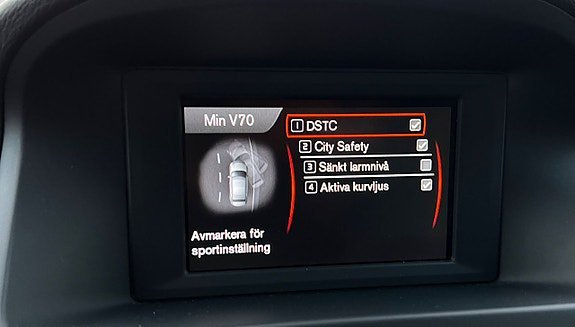 Min V70
1 DSTC
2 City Safety
3 Sänkt larmnivå
4 Aktiva kurvljus
Avmarkera för
sportinställning